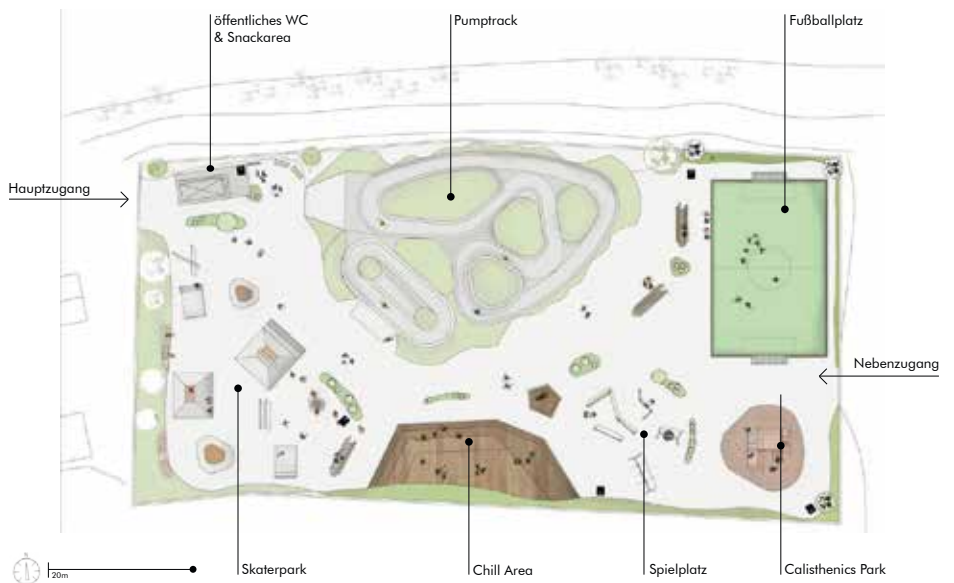 öffentliches WC
& Snackarea
Pumptrack
Fußballplatz
Hauptzugang
Nebenzugang
N
20m
Skaterpark
Chill Area
Spielplatz
Calisthenics Park